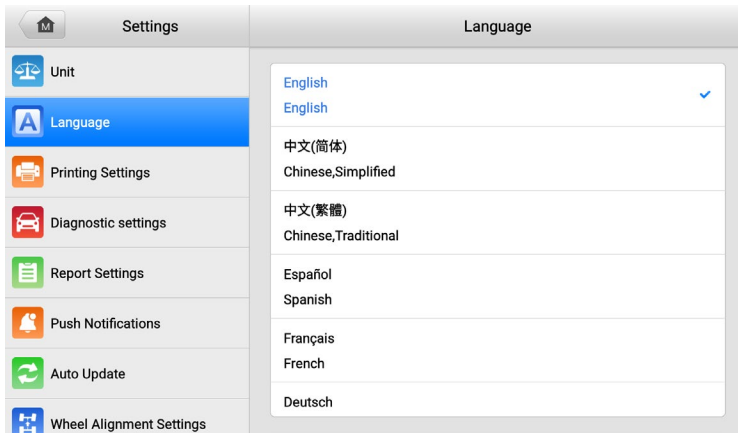 M
Settings
Language
Unit
A
Language
Printing Settings
Diagnostic settings
Report Settings
Push Notifications
Auto Update
Wheel Alignment Settings
English
English
中文(简体)
Chinese,Simplified
中文(繁體)
Chinese,Traditional
Español
Spanish
Français
French
Deutsch